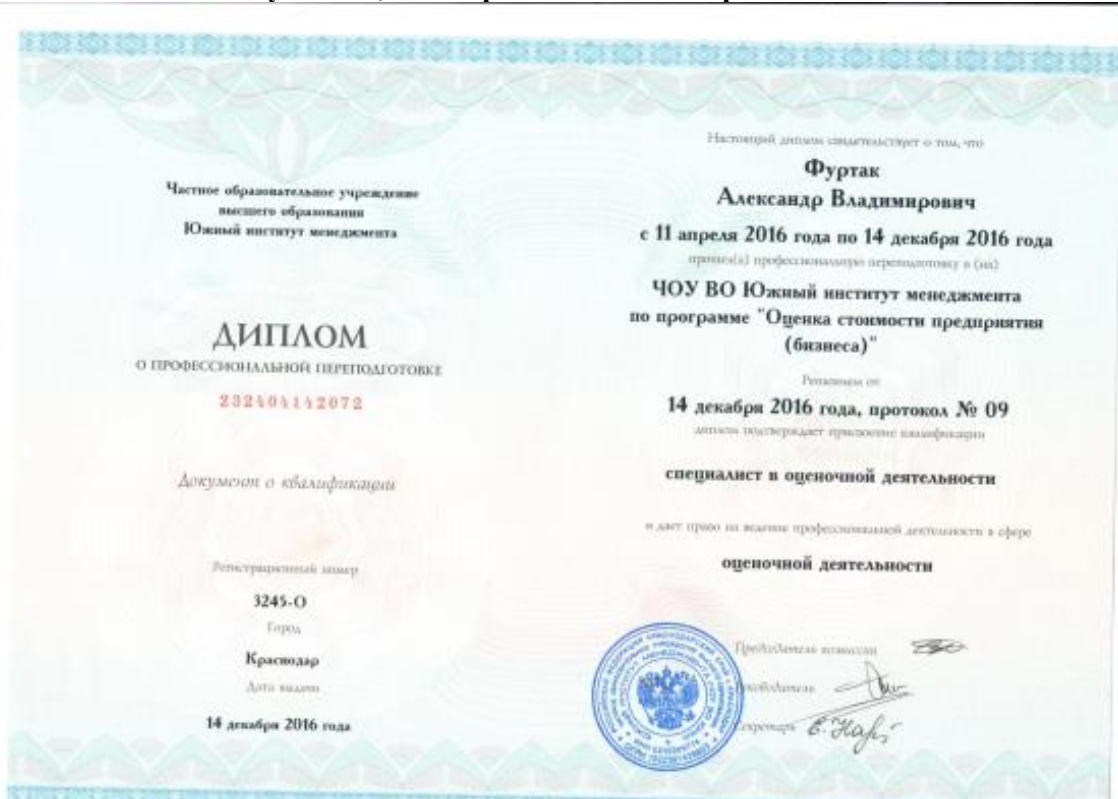 Частное образовательное учреждение
высшего образования
Южный институт менеджмента
ДИПЛОМ
О ПРОФЕССИОНАЛЬНОЙ ПЕРЕПОДГОТОВКЕ
232404142072
Документ о квалификации
Регистрационный номер
3245-О
Город
Краснодар
Дата выдачи
14 декабря 2016 года
Настоящий диплом свидетельствует о том, что
Фуртак
Александр Владимирович
с 11 апреля 2016 года по 14 декабря 2016 года
прошел(а) профессиональную переподготовку в (на)
ЧОУ ВО Южный институт менеджмента
по программе "Оценка стоимости предприятия
(бизнеса)"
Решением от
14 декабря 2016 года, протокол № 09
диплом подтверждает присвоение квалификации
специалист в оценочной деятельности
и дает право на ведение профессиональной деятельности в сфере
оценочной деятельности
Председатель комиссии
Руководитель
Секретарь